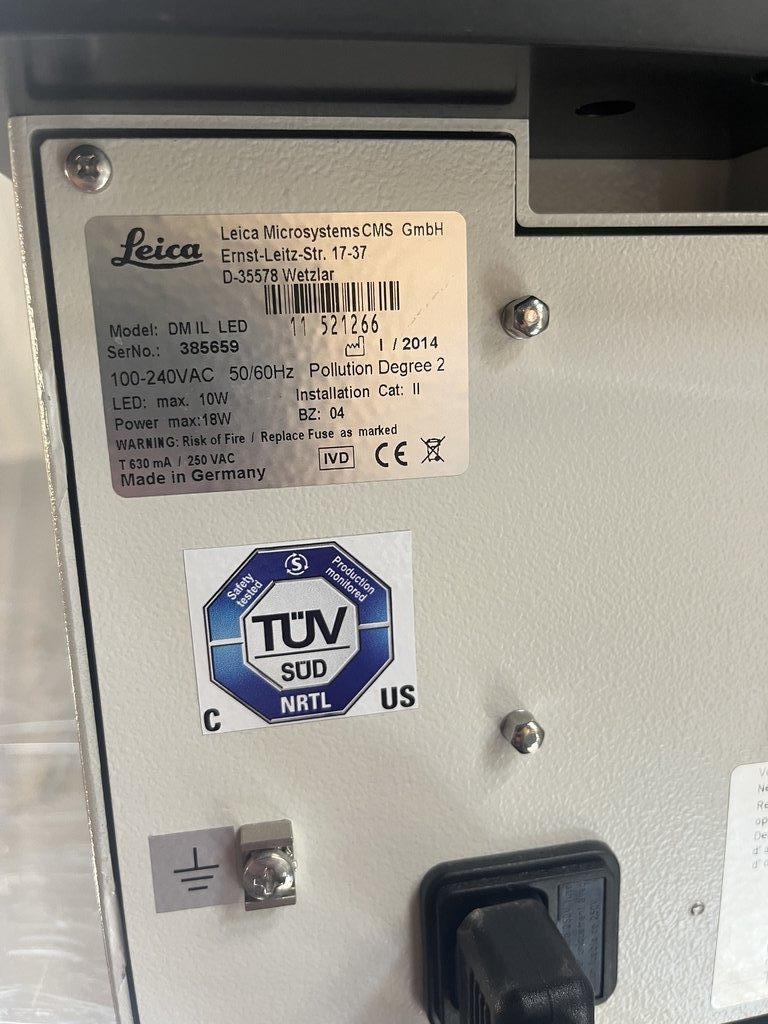 Leica
Leica Microsystems CMS GmbH
Ernst-Leitz-Str. 17-37
D-35578 Wetzlar
11 521266
Model: DM IL LED
SerNo.: 385659
I / 2014
100-240VAC 50/60Hz Pollution Degree 2
LED: max. 10W Installation Cat: II
Power max:18W BZ: 04
WARNING: Risk of Fire / Replace Fuse as marked
T 630 mA / 250 VAC
IVD CE
Made in Germany
Safety tested
S
Production monitored
TÜV
SÜD
NRTL
C US